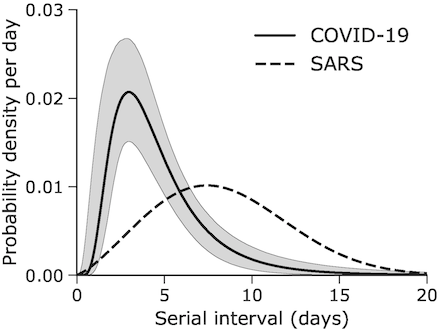 0.03
0.02
0.01
0.00
Probability density per day
COVID-19
SARS
0 5 10 15 20
Serial interval (days)